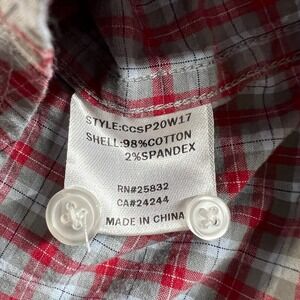 STYLE:CCSP20W17
SHELL:98%COTTON
2%SPANDEX
RN#25832
CA#24244
MADE IN CHINA